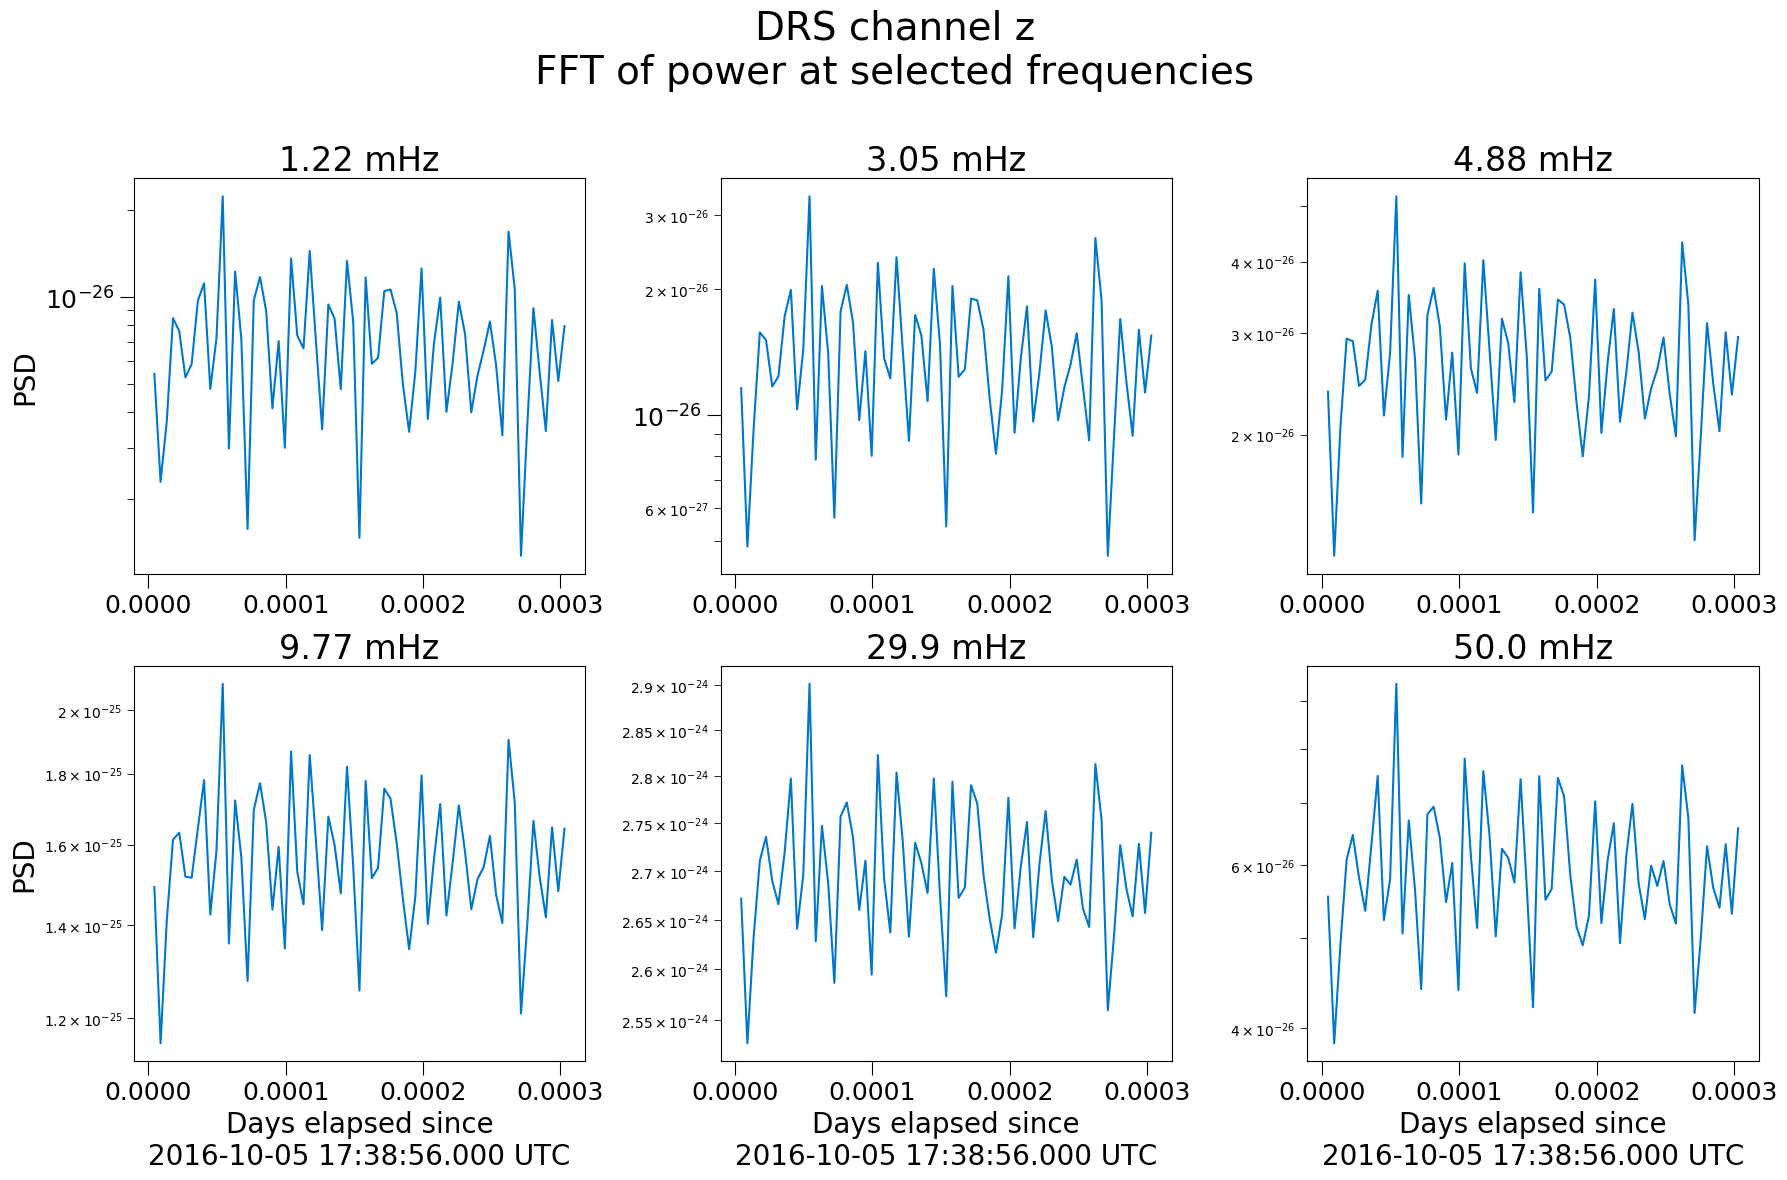 DRS channel z
FFT of power at selected frequencies
1.22 mHz
PSD
10⁻²⁶
0.0000 0.0001 0.0002 0.0003
3.05 mHz
3 × 10⁻²⁶
2 × 10⁻²⁶
10⁻²⁶
6 × 10⁻²⁷
0.0000 0.0001 0.0002 0.0003
4.88 mHz
4 × 10⁻²⁶
3 × 10⁻²⁶
2 × 10⁻²⁶
0.0000 0.0001 0.0002 0.0003
9.77 mHz
PSD
2 × 10⁻²⁵
1.8 × 10⁻²⁵
1.6 × 10⁻²⁵
1.4 × 10⁻²⁵
1.2 × 10⁻²⁵
0.0000 0.0001 0.0002 0.0003
Days elapsed since
2016-10-05 17:38:56.000 UTC
29.9 mHz
2.9 × 10⁻²⁴
2.85 × 10⁻²⁴
2.8 × 10⁻²⁴
2.75 × 10⁻²⁴
2.7 × 10⁻²⁴
2.65 × 10⁻²⁴
2.6 × 10⁻²⁴
2.55 × 10⁻²⁴
0.0000 0.0001 0.0002 0.0003
Days elapsed since
2016-10-05 17:38:56.000 UTC
50.0 mHz
6 × 10⁻²⁶
4 × 10⁻²⁶
0.0000 0.0001 0.0002 0.0003
Days elapsed since
2016-10-05 17:38:56.000 UTC